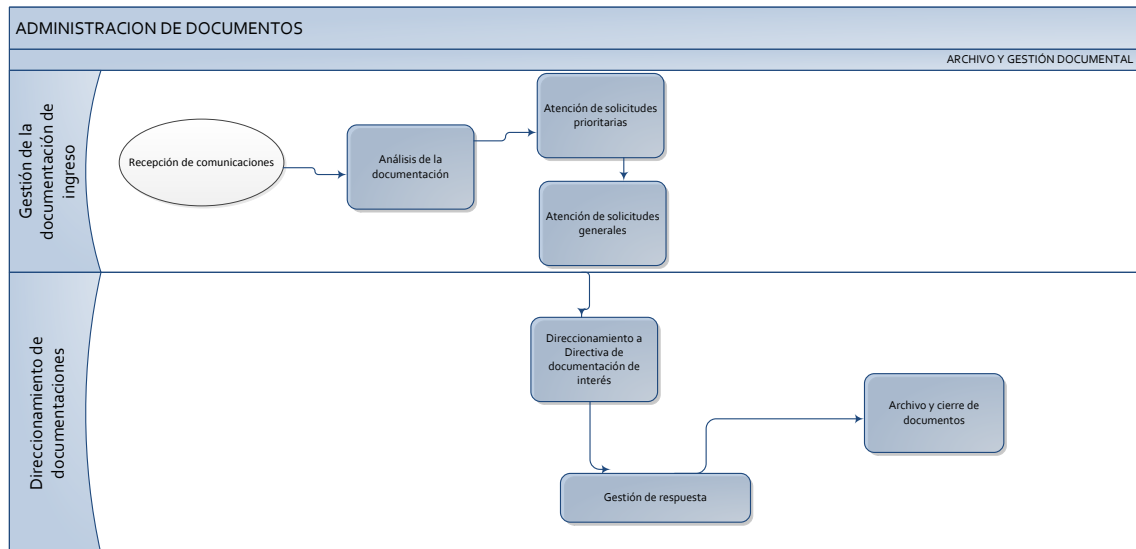 ADMINISTRACION DE DOCUMENTOS
ARCHIVO Y GESTIÓN DOCUMENTAL
Gestión de la
documentación de
ingreso
Recepción de comunicaciones
Análisis de la
documentación
Atención de solicitudes
prioritarias
Atención de solicitudes
generales
Direccionamiento de
documentaciones
Direccionamiento a
Directiva de
documentación de
interés
Gestión de respuesta
Archivo y cierre de
documentos